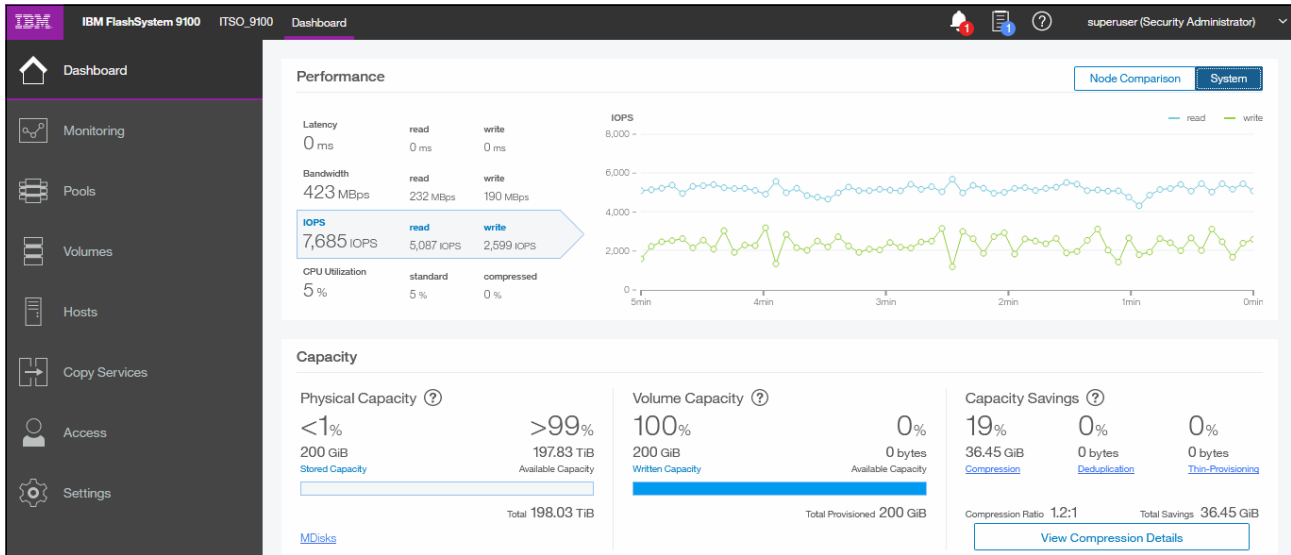 IBM IBM FlashSystem 9100 ITSO_9100 Dashboard 1 1 ? superuser (Security Administrator)
Dashboard
Monitoring
Pools
Volumes
Hosts
Copy Services
Access
Settings
Performance
Node Comparison System
Latency read write
0 ms 0 ms 0 ms
Bandwidth read write
423 MBps 232 MBps 190 MBps
IOPS read write
7,685 IOPS 5,087 IOPS 2,599 IOPS
CPU Utilization standard compressed
5 % 5 % 0 %
IOPS read write
8,000
6,000
4,000
2,000
0
5min 4min 3min 2min 1min 0min
Capacity
Physical Capacity ?
<1% >99%
200 GiB 197.83 TiB
Stored Capacity Available Capacity
Total 198.03 TiB
MDisks
Volume Capacity ?
100% 0%
200 GiB 0 bytes
Written Capacity Available Capacity
Total Provisioned 200 GiB
Capacity Savings ?
19% 0% 0%
36.45 GiB 0 bytes 0 bytes
Compression Deduplication Thin-Provisioning
Compression Ratio 1.2:1 Total Savings 36.45 GiB
View Compression Details